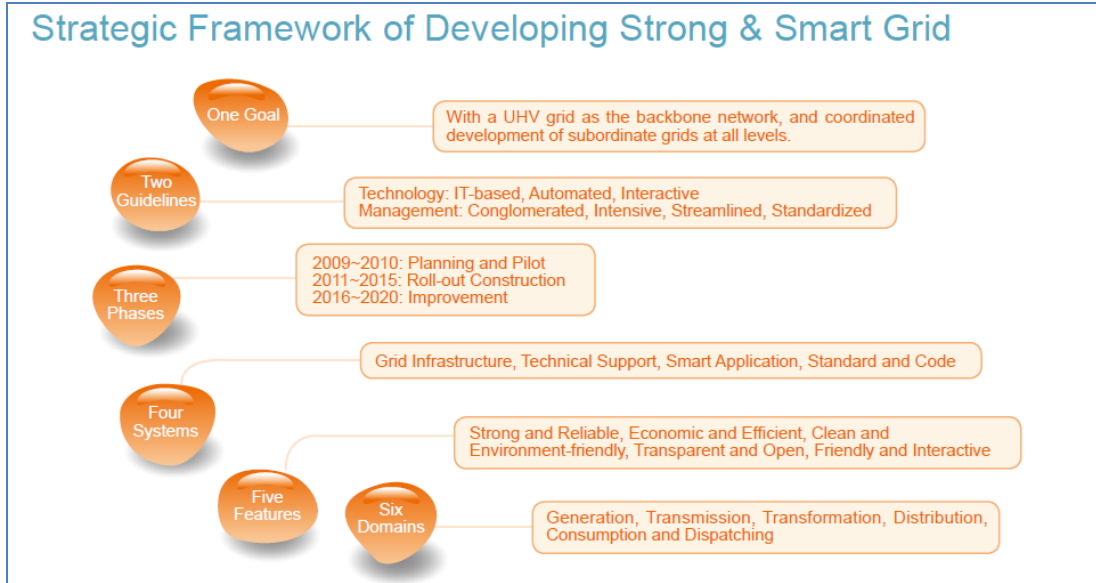 Strategic Framework of Developing Strong & Smart Grid
One Goal
With a UHV grid as the backbone network, and coordinated
development of subordinate grids at all levels.
Two
Guidelines
Technology: IT-based, Automated, Interactive
Management: Conglomerated, Intensive, Streamlined, Standardized
Three
Phases
2009~2010: Planning and Pilot
2011~2015: Roll-out Construction
2016~2020: Improvement
Four
Systems
Grid Infrastructure, Technical Support, Smart Application, Standard and Code
Five
Features
Strong and Reliable, Economic and Efficient, Clean and
Environment-friendly, Transparent and Open, Friendly and Interactive
Six
Domains
Generation, Transmission, Transformation, Distribution,
Consumption and Dispatching